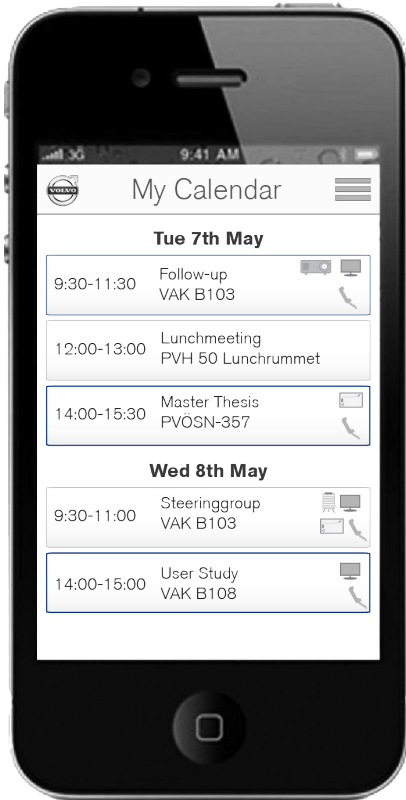 3G 9:41 AM
VOLVO My Calendar
Tue 7th May
9:30-11:30 Follow-up
VAK B103
12:00-13:00 Lunchmeeting
PVH 50 Lunchrummet
14:00-15:30 Master Thesis
PVÖSN-357
Wed 8th May
9:30-11:00 Steeringgroup
VAK B103
14:00-15:00 User Study
VAK B108